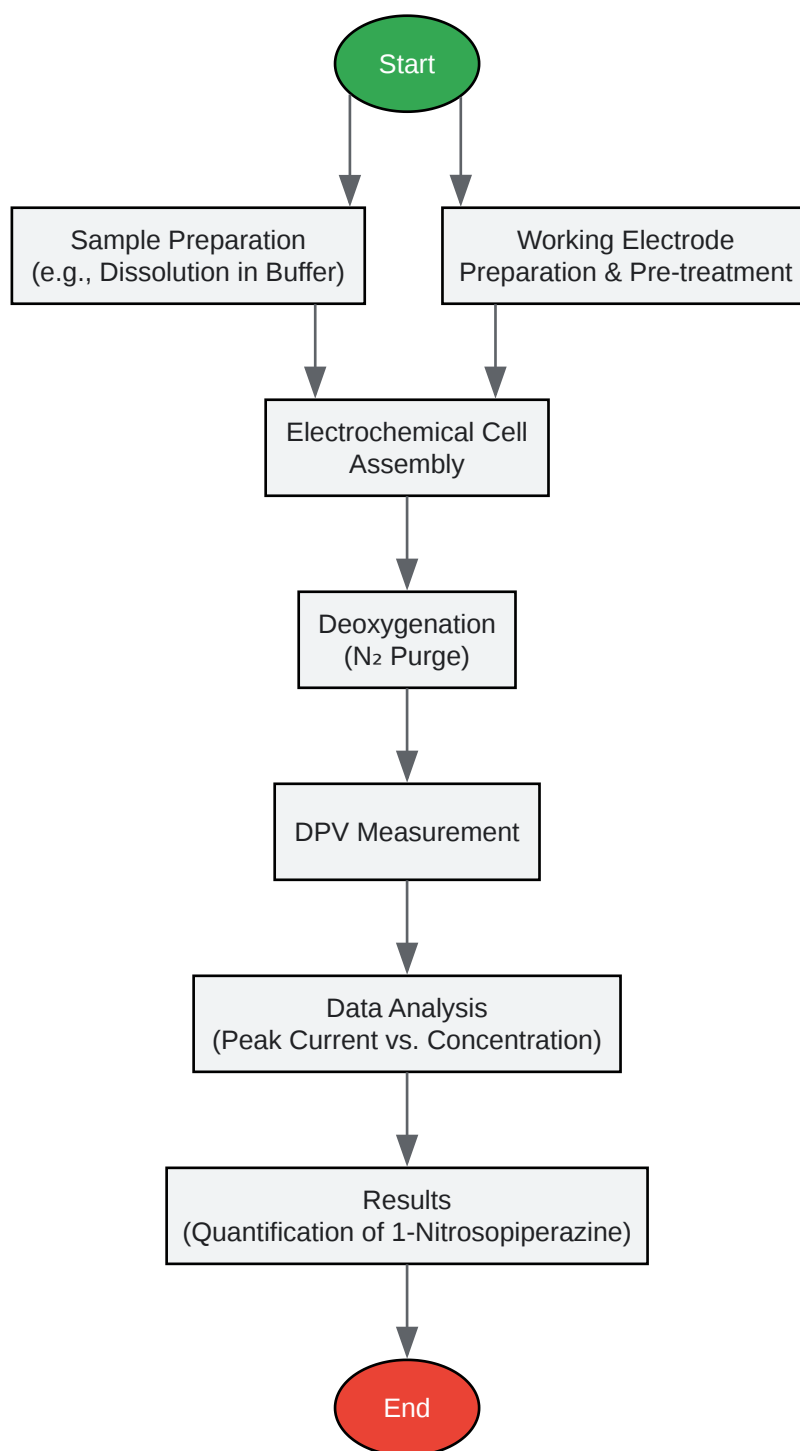 Start
Sample Preparation
(e.g., Dissolution in Buffer)
Working Electrode
Preparation & Pre-treatment
Electrochemical Cell
Assembly
Deoxygenation
(N₂ Purge)
DPV Measurement
Data Analysis
(Peak Current vs. Concentration)
Results
(Quantification of 1-Nitrosopiperazine)
End